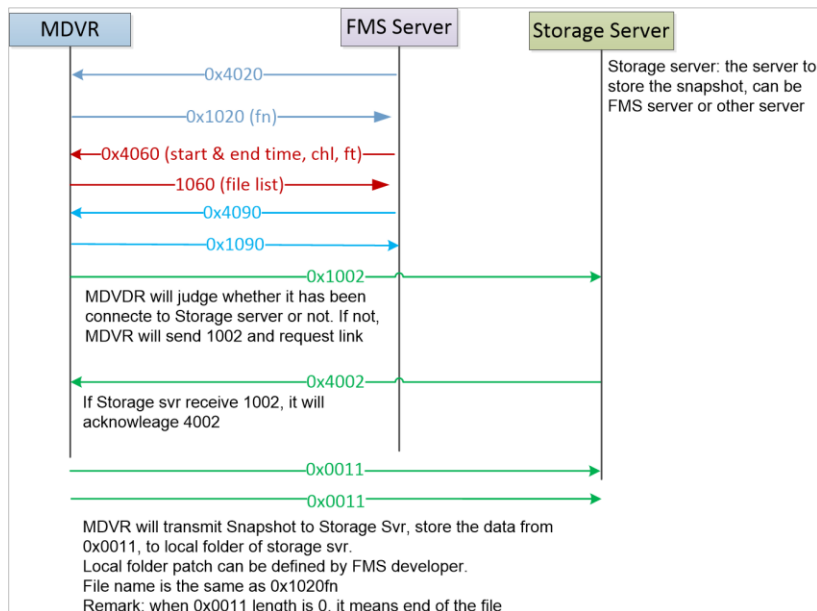 MDVR
FMS Server
Storage Server
Storage server: the server to
store the snapshot, can be
FMS server or other server
0x4020
0x1020 (fn)
0x4060 (start & end time, chl, ft)
1060 (file list)
0x4090
0x1090
0x1002
MDVDR will judge whether it has been
connecte to Storage server or not. If not,
MDVR will send 1002 and request link
0x4002
If Storage svr receive 1002, it will
acknowleage 4002
0x0011
0x0011
MDVR will transmit Snapshot to Storage Svr, store the data from
0x0011, to local folder of storage svr.
Local folder patch can be defined by FMS developer.
File name is the same as 0x1020fn
Remark: when 0x0011 length is 0, it means end of the file